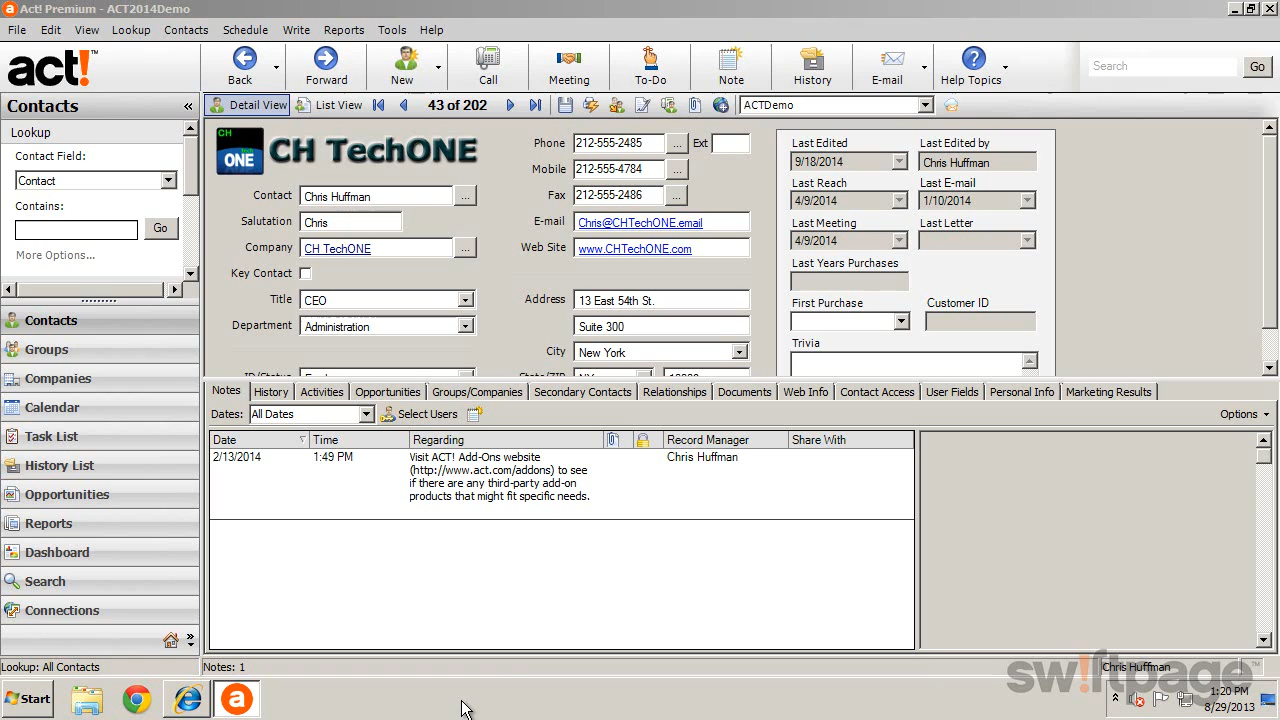 Act! Premium - ACT2014Demo
File Edit View Lookup Contacts Schedule Write Reports Tools Help
act!
Back Forward New Call Meeting To-Do Note History E-mail Help Topics Search Go
Contacts «
Detail View List View 43 of 202 ACTDemo
Lookup
Contact Field:
Contact
Contains:
Go
More Options...
Contacts
Groups
Companies
Calendar
Task List
History List
Opportunities
Reports
Dashboard
Search
Connections
CH
ONE
CH TechONE
Contact Chris Huffman ...
Salutation Chris
Company CH TechONE ...
Key Contact
Title CEO
Department Administration
Phone 212-555-2485 ... Ext
Mobile 212-555-4784 ...
Fax 212-555-2486 ...
E-mail Chris@CHTechONE.email
Web Site www.CHTechONE.com
Address 13 East 54th St.
Suite 300
City New York
Last Edited Last Edited by
9/18/2014 Chris Huffman
Last Reach Last E-mail
4/9/2014 1/10/2014
Last Meeting Last Letter
4/9/2014
Last Years Purchases
First Purchase Customer ID
Trivia
Notes History Activities Opportunities Groups/Companies Secondary Contacts Relationships Documents Web Info Contact Access User Fields Personal Info Marketing Results
Dates: All Dates Select Users Options
Date Time Regarding Record Manager Share With
2/13/2014 1:49 PM Visit ACT! Add-Ons website Chris Huffman
(http://www.act.com/addons) to see
if there are any third-party add-on
products that might fit specific needs.
Lookup: All Contacts Notes: 1 Chris Huffman
sw!ftpage™
Start a 1:20 PM
8/29/2013